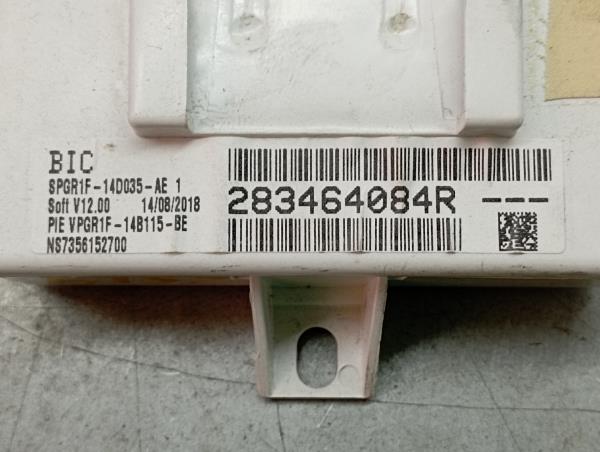 BIC
SPGR1F-14D035-AE 1
Soft V12.00 14/08/2018
PIE VPGR1F-14B115-BE
NS7356152700
283464084R ---